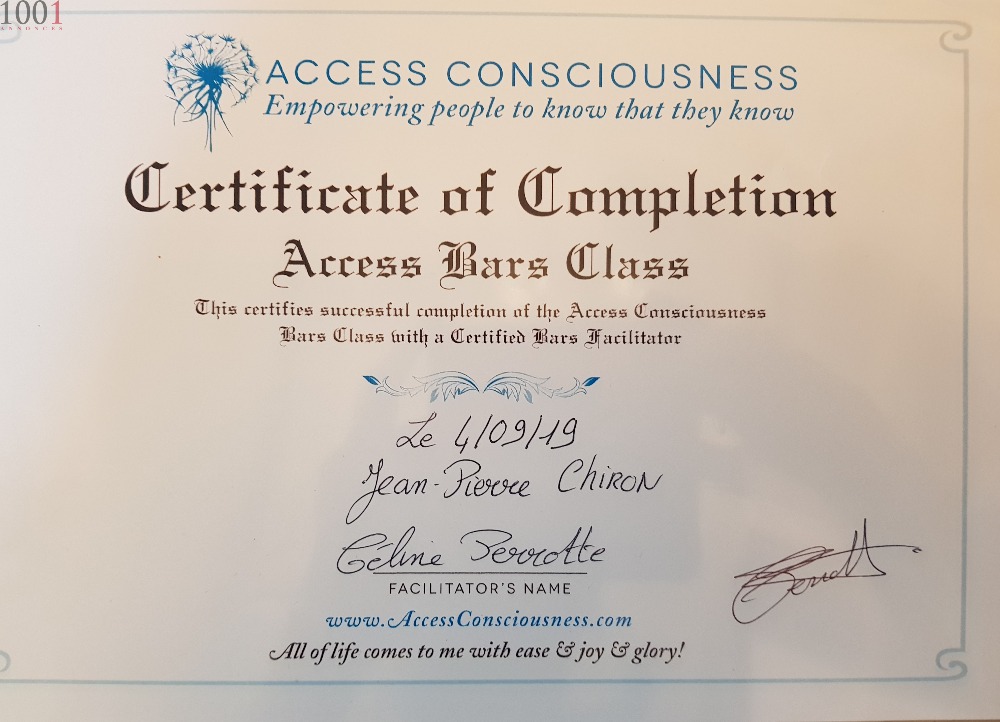 1001
ANNONCES
ACCESS CONSCIOUSNESS
Empowering people to know that they know
Certificate of Completion
Access Bars Class
This certifies successful completion of the Access Consciousness
Bars Class with a Certified Bars Facilitator
Le 4/09/19
Jean-Pierre CHIRON
Céline Perrotte
FACILITATOR'S NAME
www.AccessConsciousness.com
All of life comes to me with ease & joy & glory!